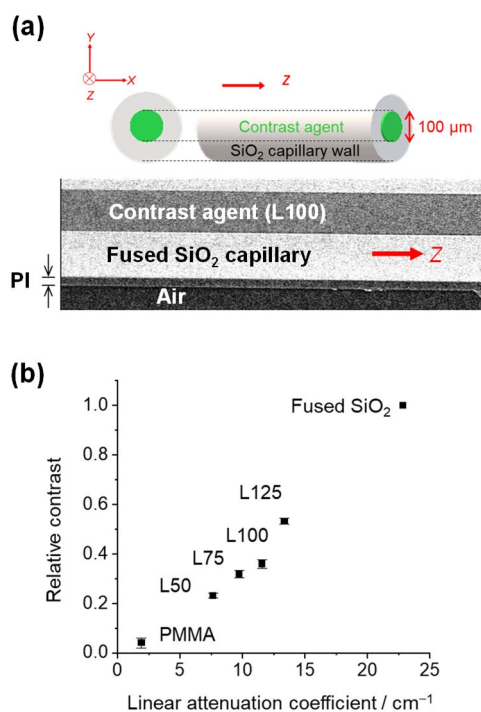 (a)
Y
X
Z
z
Contrast agent
SiO₂ capillary wall
100 µm
Contrast agent (L100)
Fused SiO₂ capillary
Z
PI
Air
(b)
Relative contrast
1.0
0.8
0.6
0.4
0.2
0.0
Fused SiO₂
L125
L100
L75
L50
PMMA
0 5 10 15 20 25
Linear attenuation coefficient / cm⁻¹